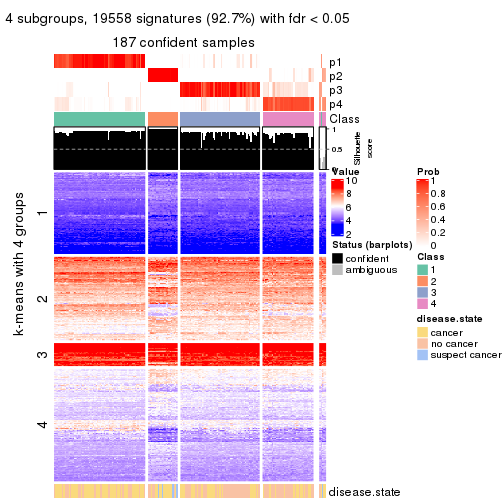 4 subgroups, 19558 signatures (92.7%) with fdr < 0.05
187 confident samples
p1
p2
p3
p4
Class
1
0.5
0
Silhouette
score
k-means with 4 groups
1
2
3
4
disease.state
Value
10
8
6
4
2
Status (barplots)
confident
ambiguous
Prob
1
0.8
0.6
0.4
0.2
0
Class
1
2
3
4
disease.state
cancer
no cancer
suspect cancer